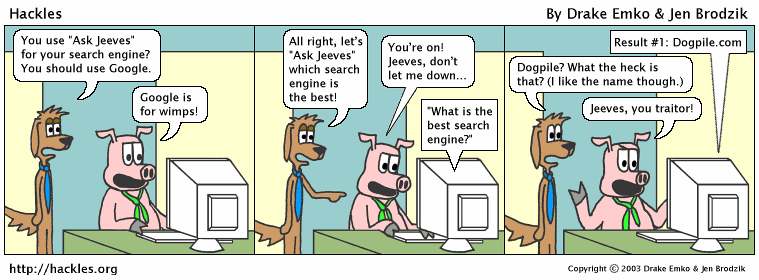 Hackles
By Drake Emko & Jen Brodzik
You use "Ask Jeeves"
for your search engine?
You should use Google.
Google is
for wimps!
All right, let's
"Ask Jeeves"
which search
engine is
the best!
You're on!
Jeeves, don't
let me down...
"What is the
best search
engine?"
Result #1: Dogpile.com
Dogpile? What the heck is
that? (I like the name though.)
Jeeves, you traitor!
http://hackles.org
Copyright © 2003 Drake Emko & Jen Brodzik